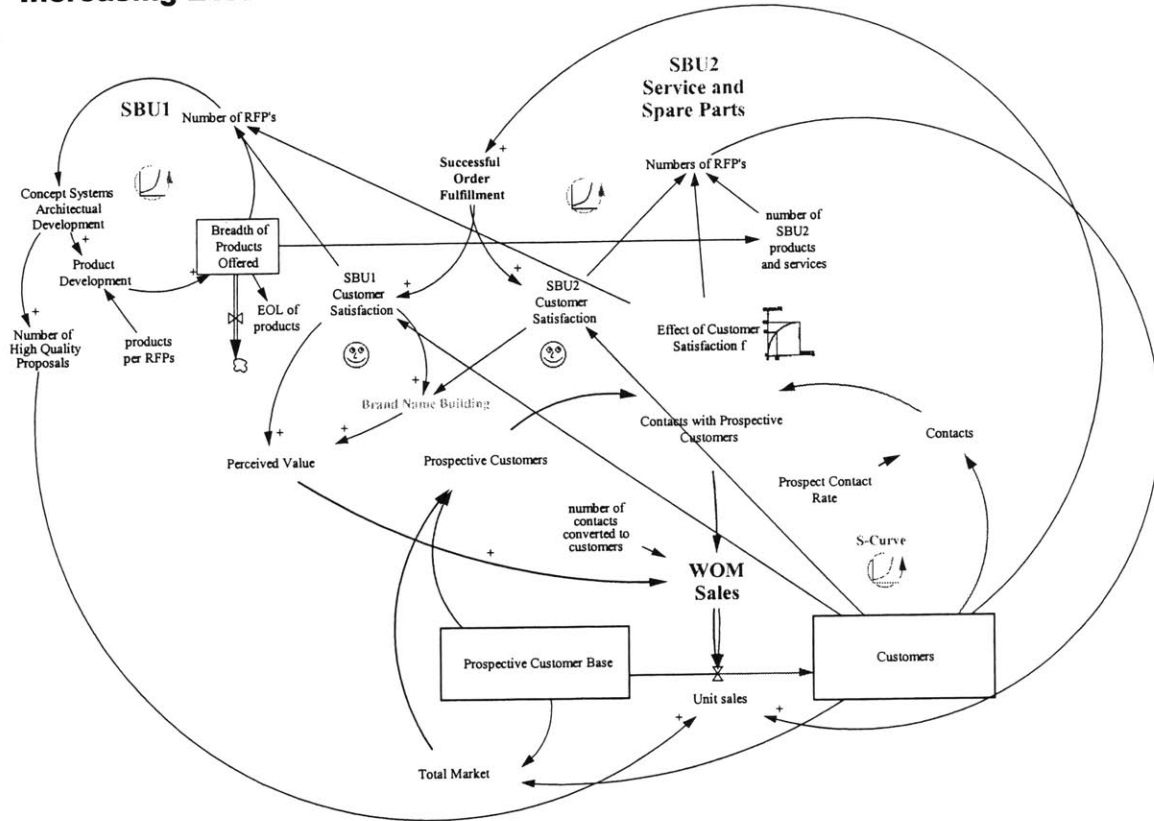 SBU2
Service and
Spare Parts
SBU1
Number of RFP's
Successful
Order
Fulfillment
+
Numbers of RFP's
+
Concept Systems
Architectual
Development
+
Product
Development
Breadth of
Products
Offered
+
number of
SBU2
products
and services
SBU1
Customer
Satisfaction
+
SBU2
Customer
Satisfaction
+
EOL of
products
+
Number of
High Quality
Proposals
products
per RFPs
Effect of Customer
Satisfaction f
+
Brand Name Building
+
+
Contacts with Prospective
Customers
Contacts
Perceived Value
Prospective Customers
Prospect Contact
Rate
number of
contacts
converted to
customers
+
S-Curve
WOM
Sales
Prospective Customer Base
Customers
Unit sales
+
+
Total Market